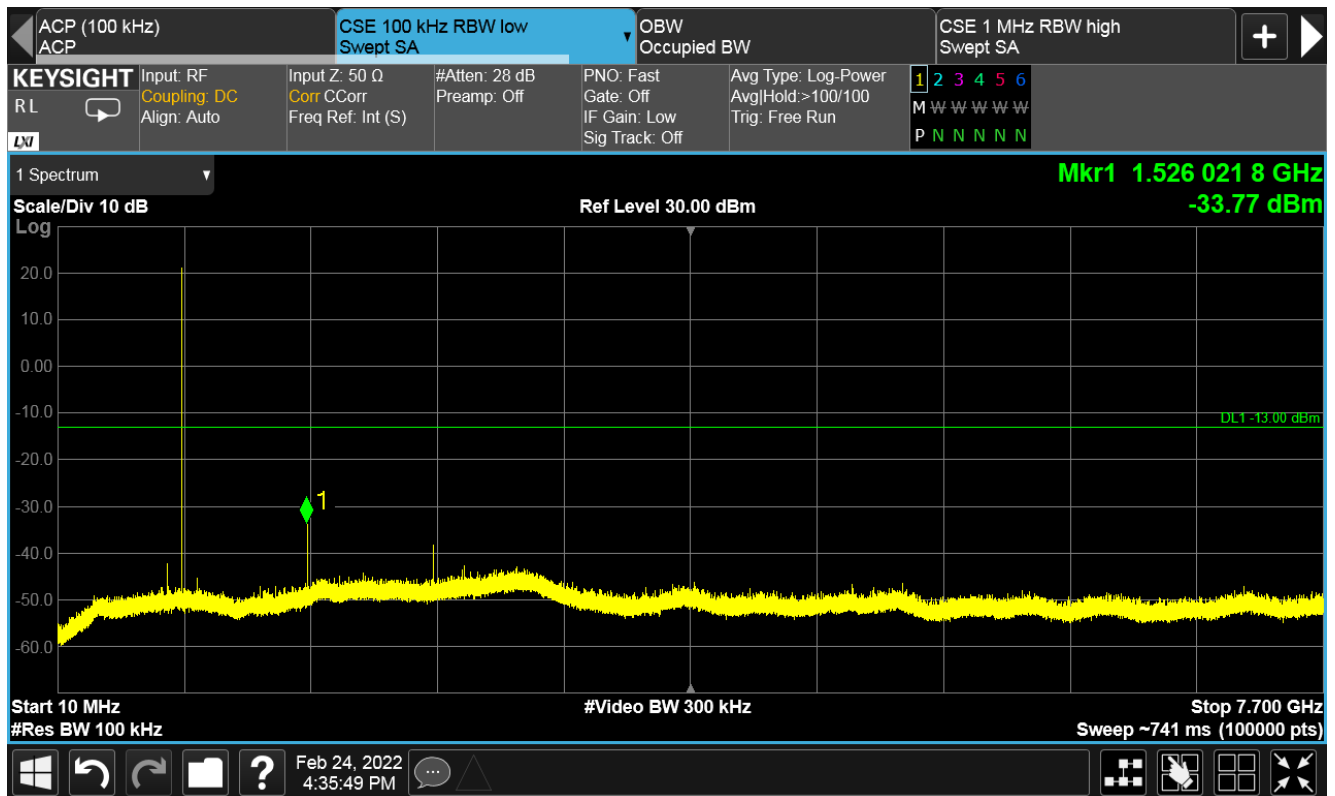 ACP (100 kHz)
ACP
CSE 100 kHz RBW low
Swept SA
OBW
Occupied BW
CSE 1 MHz RBW high
Swept SA
+
KEYSIGHT
R L
LXI
Input: RF
Coupling: DC
Align: Auto
Input Z: 50 Ω
Corr CCorr
Freq Ref: Int (S)
#Atten: 28 dB
Preamp: Off
PNO: Fast
Gate: Off
IF Gain: Low
Sig Track: Off
Avg Type: Log-Power
Avg|Hold:>100/100
Trig: Free Run
1 2 3 4 5 6
M W W W W W
P N N N N N
1 Spectrum
Mkr1 1.526 021 8 GHz
Scale/Div 10 dB
Ref Level 30.00 dBm
-33.77 dBm
Log
20.0
10.0
0.00
-10.0
DL1 -13.00 dBm
-20.0
-30.0
1
-40.0
-50.0
-60.0
Start 10 MHz
#Video BW 300 kHz
Stop 7.700 GHz
#Res BW 100 kHz
Sweep ~741 ms (100000 pts)
?
Feb 24, 2022
4:35:49 PM